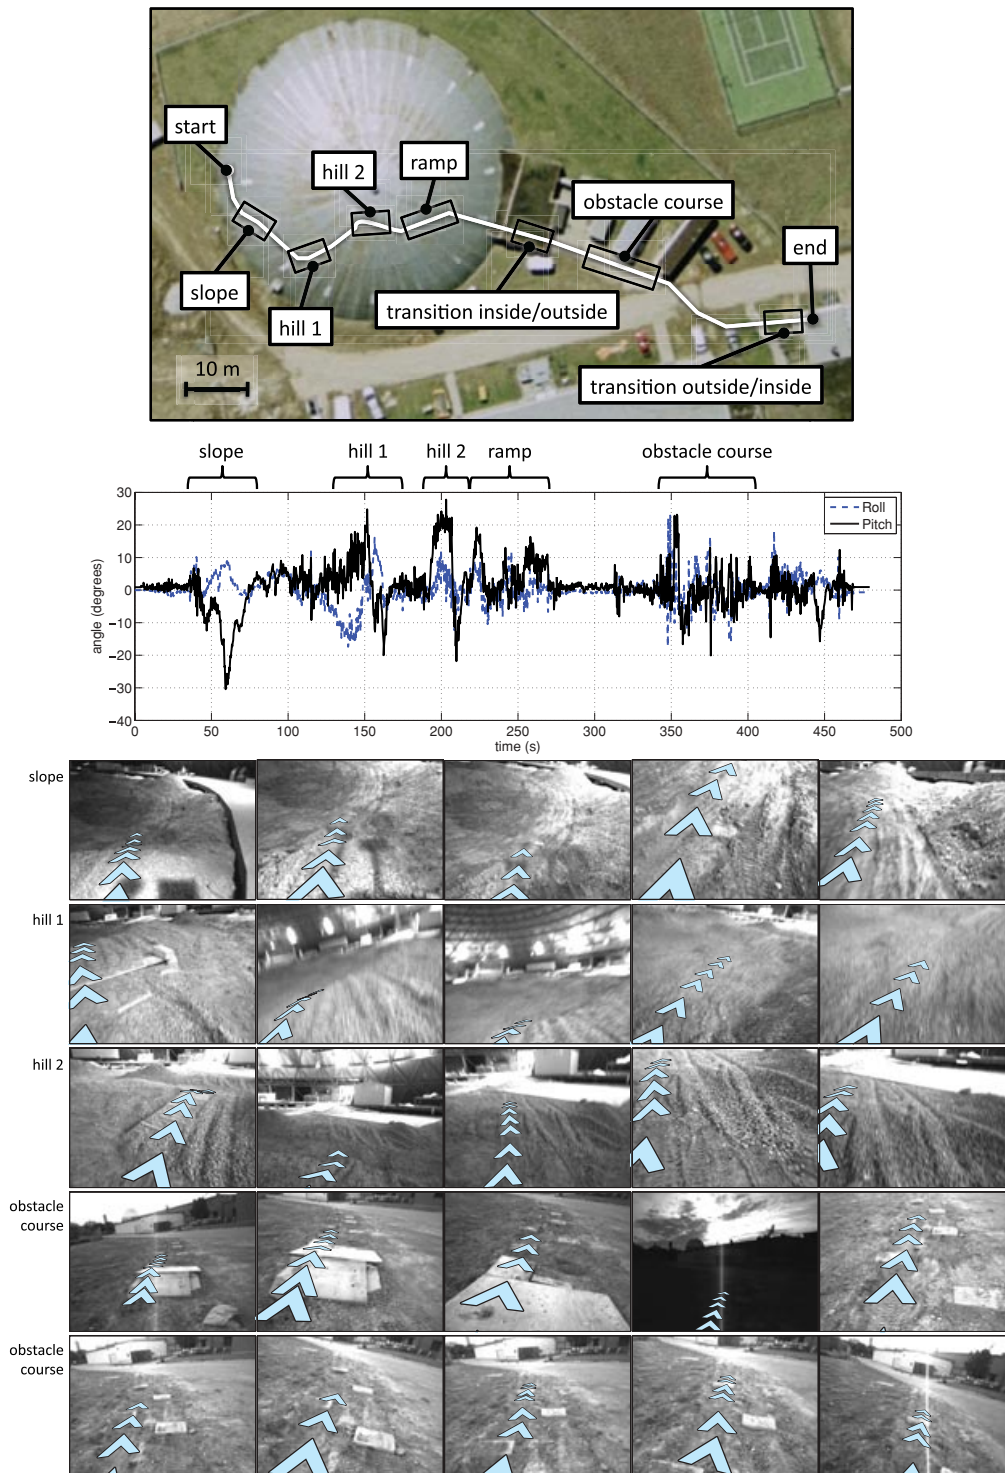 start
hill 2
ramp
obstacle course
end
slope
hill 1
transition inside/outside
10 m
transition outside/inside
slope
hill 1
hill 2
ramp
obstacle course
30
20
10
0
−10
−20
−30
−40
angle (degrees)
Roll
Pitch
0
50
100
150
200
250
300
350
400
450
500
time (s)
slope
hill 1
hill 2
obstacle
course
obstacle
course